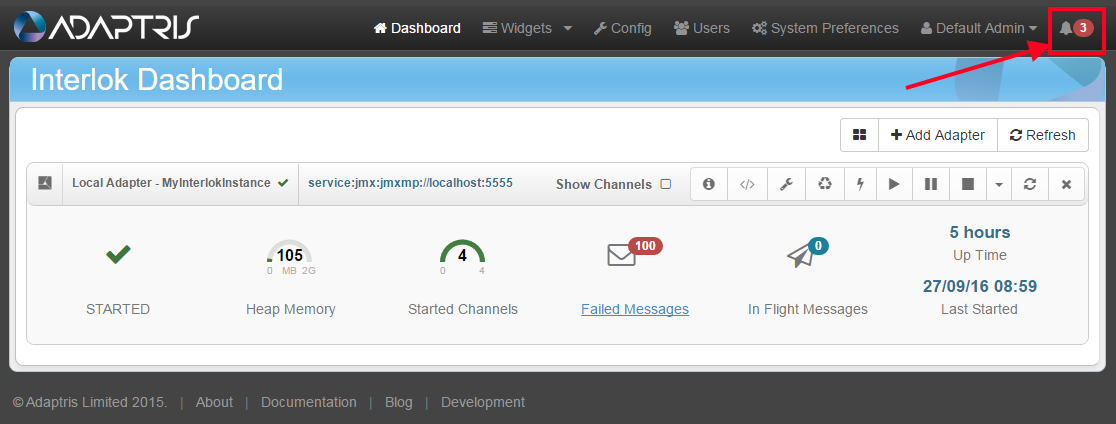 ADAPTRIS Dashboard Widgets Config Users System Preferences Default Admin 3
Interlok Dashboard
Add Adapter Refresh
Local Adapter - MyInterlokInstance service:jmx:jmxmp://localhost:5555 Show Channels
105 0 MB 2G
4 0 4
100
0
5 hours
Up Time
27/09/16 08:59
STARTED Heap Memory Started Channels Failed Messages In Flight Messages Last Started
© Adaptris Limited 2015. | About | Documentation | Blog | Development